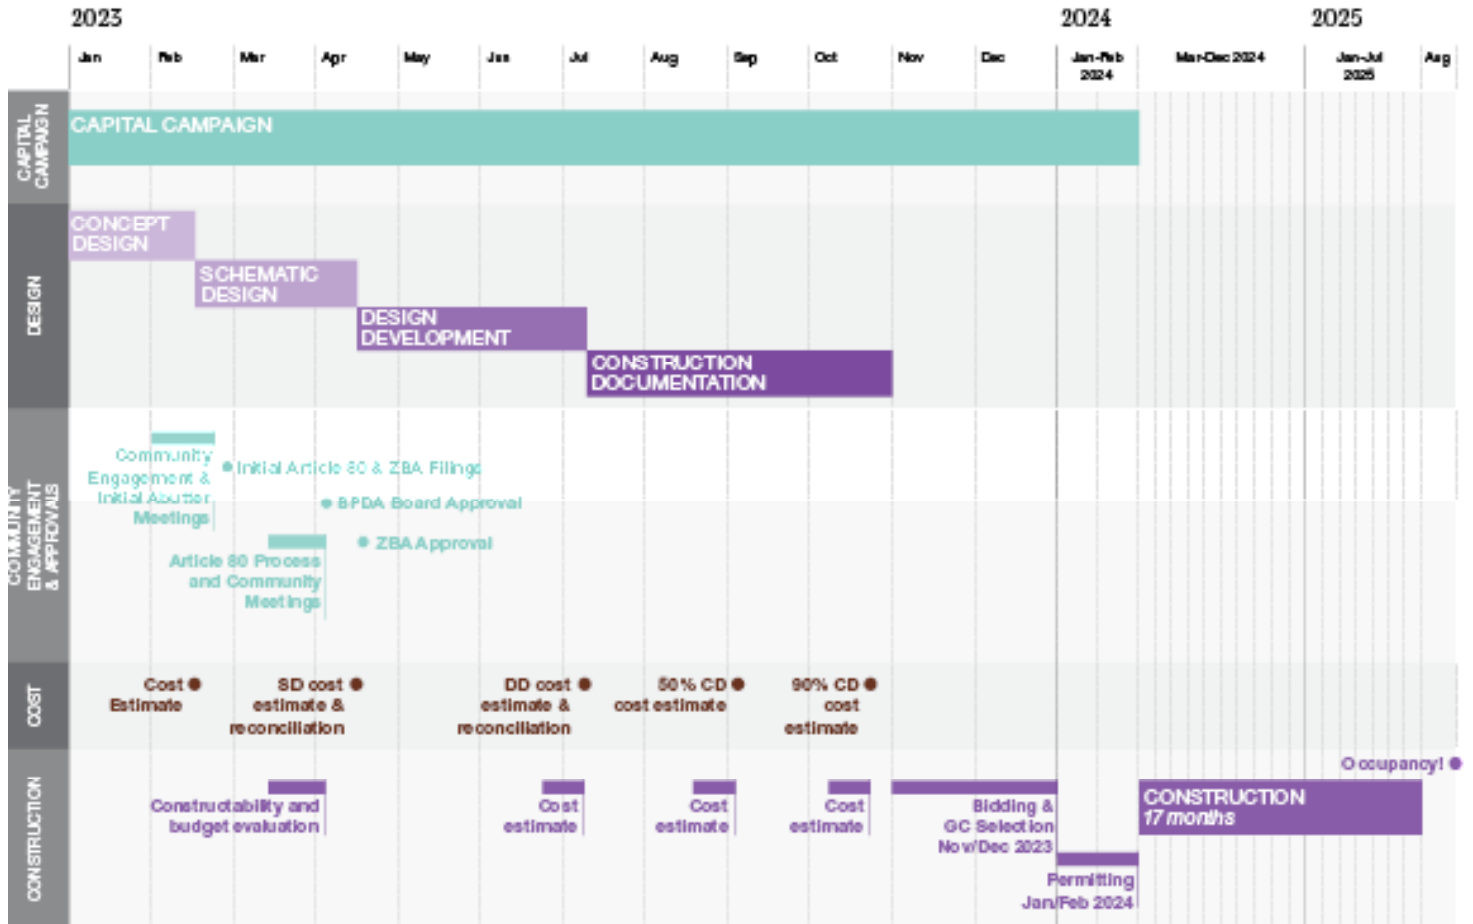 2023
2024
2025
Jan
Feb
Mar
Apr
May
Jun
Jul
Aug
Sep
Oct
Nov
Dec
Jan-Feb
2024
Mar-Dec 2024
Jan-Jul
2025
Aug
CAPITAL
CAMPAIGN
CAPITAL CAMPAIGN
DESIGN
CONCEPT
DESIGN
SCHEMATIC
DESIGN
DESIGN
DEVELOPMENT
CONSTRUCTION
DOCUMENTATION
COMMUNITY
ENGAGEMENT
& APPROVALS
Community
Engagement &
Initial Abutter
Meetings
Initial Article 80 & ZBA Filings
BPDA Board Approval
ZBA Approval
Article 80 Process
and Community
Meetings
COST
Cost
Estimate
SD cost
estimate &
reconciliation
DD cost
estimate &
reconciliation
50% CD
cost estimate
90% CD
cost
estimate
CONSTRUCTION
Constructability and
budget evaluation
Cost
estimate
Cost
estimate
Cost
estimate
Bidding &
GC Selection
Nov/Dec 2023
Permitting
Jan/Feb 2024
CONSTRUCTION
17 months
Occupancy!